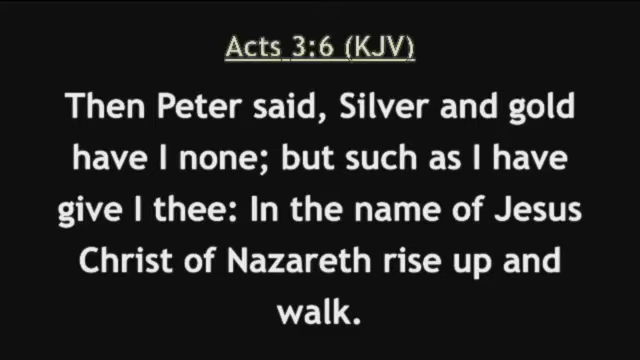 Acts 3:6 (KJV)
Then Peter said, Silver and gold
have I none; but such as I have
give I thee: In the name of Jesus
Christ of Nazareth rise up and
walk.